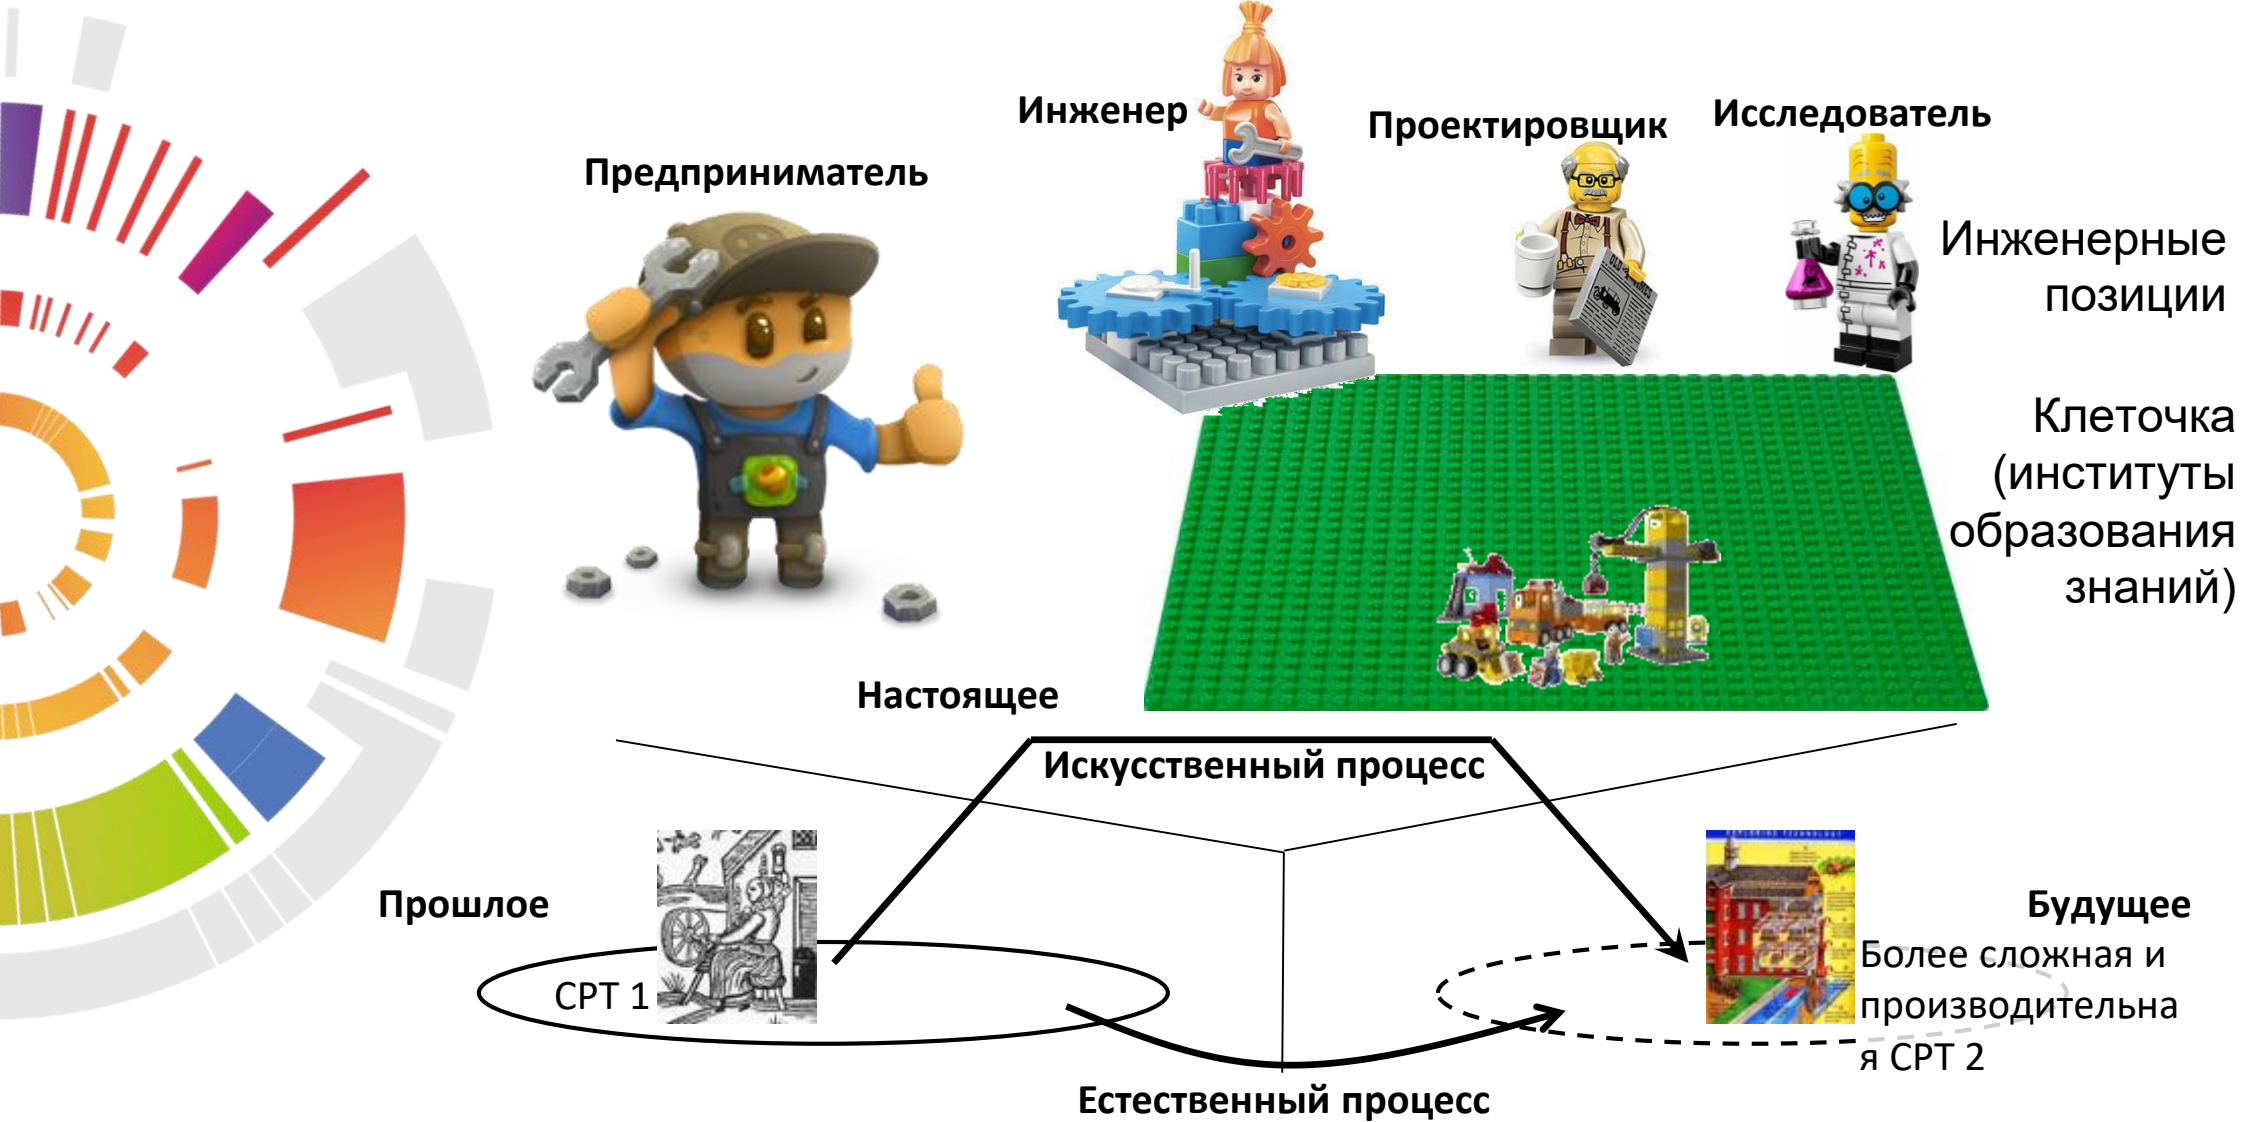 Инженер
Проектировщик
Исследователь
Предприниматель
Инженерные
позиции
Клеточка
(институты
образования
знаний)
Настоящее
Искусственный процесс
Прошлое
Будущее
СРТ 1
Более сложная и
производительна
я СРТ 2
Естественный процесс